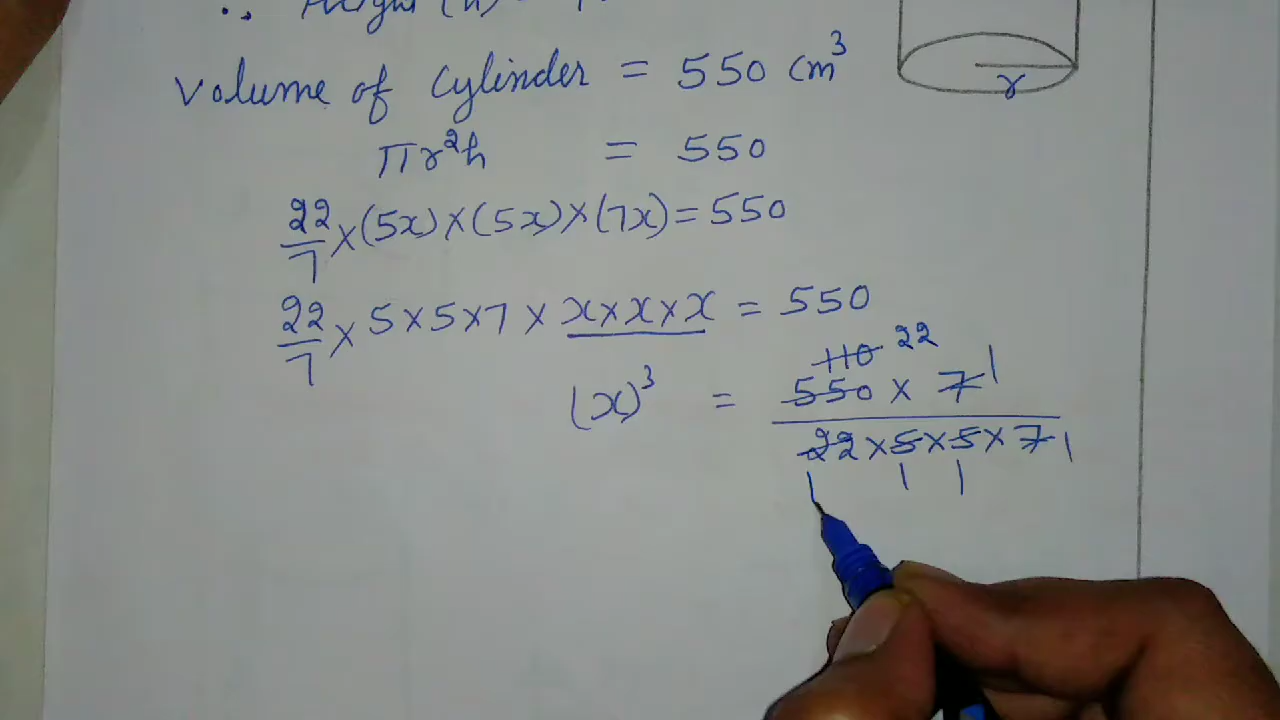 ∴ Height (h) =
Volume of Cylinder = 550 cm³
r
πr²h = 550
22/7 × (5x) × (5x) × (7x) = 550
22/7 × 5 × 5 × 7 × x × x × x = 550
110 22 1
(x)³ = 550 × 7
22 × 5 × 5 × 7 1
1 1 1